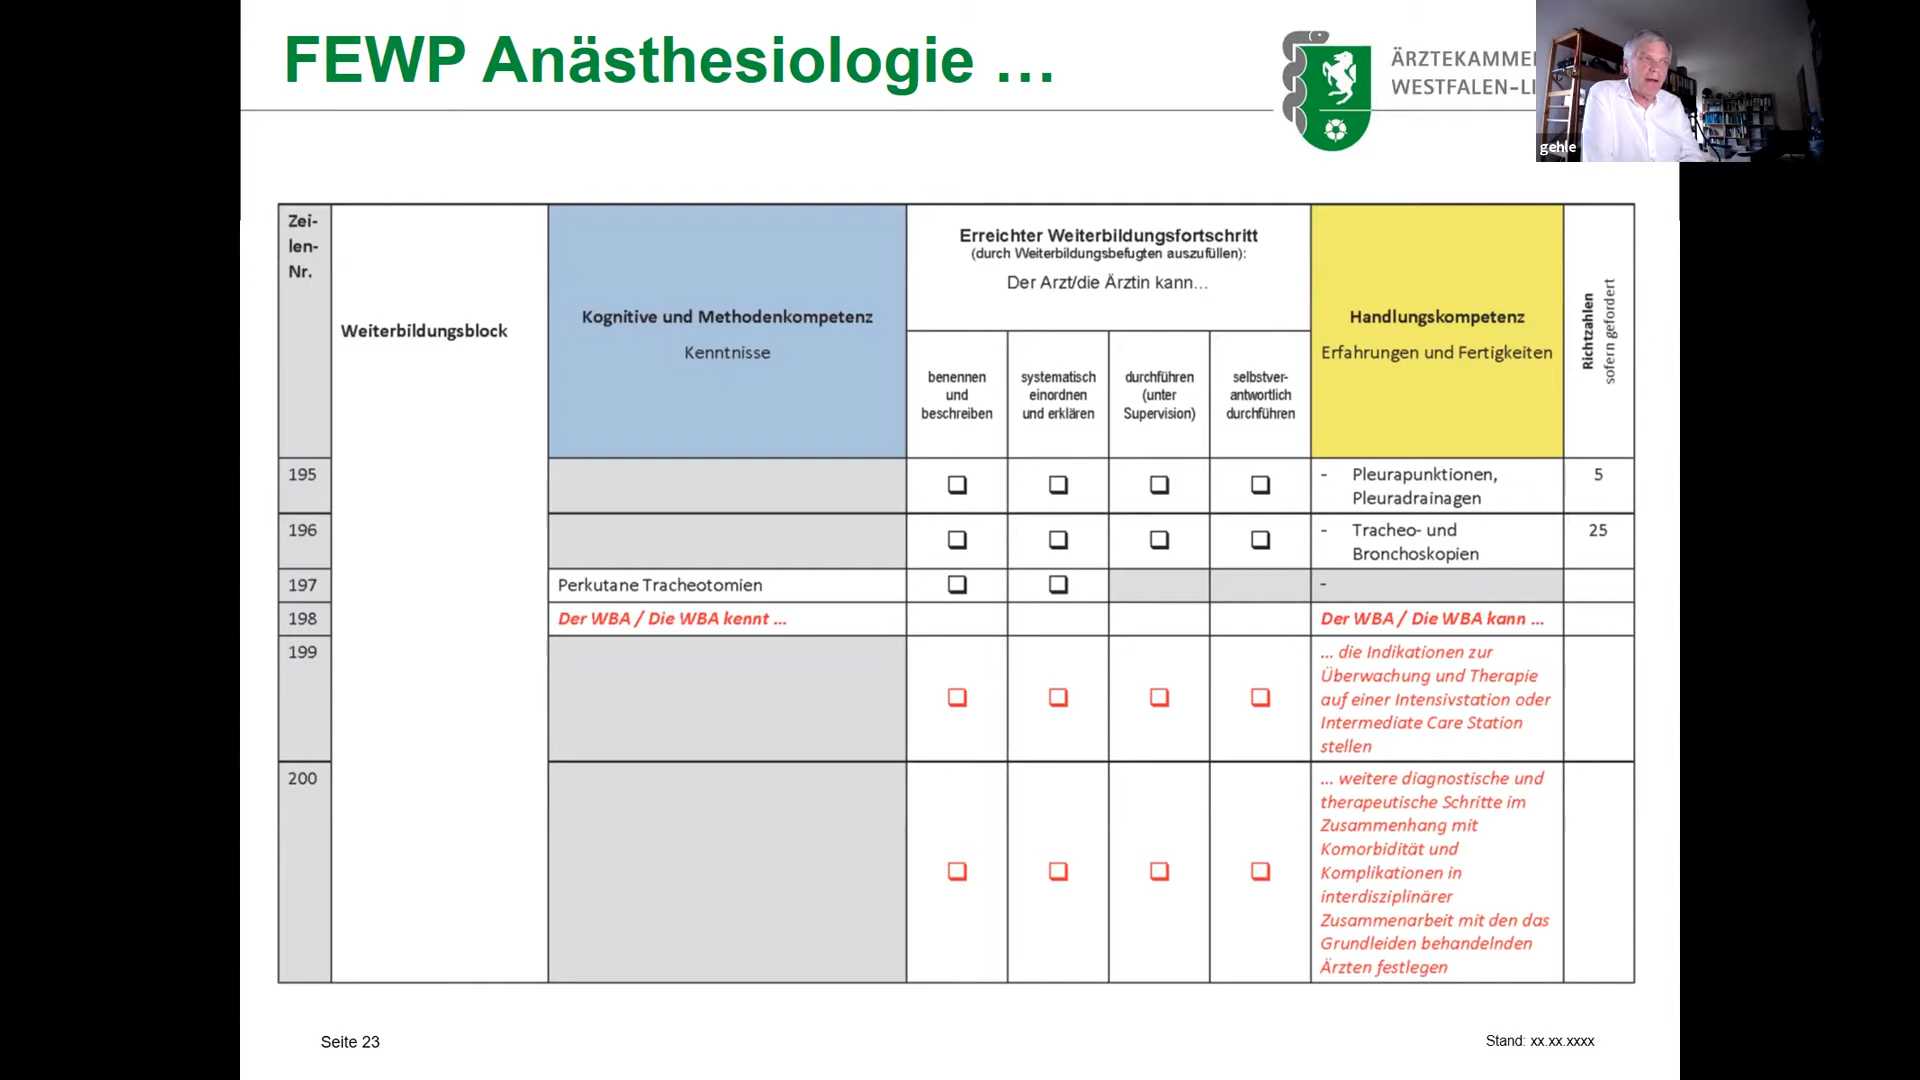 FEWP Anästhesiologie ...
ÄRZTEKAMME
WESTFALEN-LI
gehle
Zei-
len-
Nr.
Weiterbildungsblock
Kognitive und Methodenkompetenz
Kenntnisse
Erreichter Weiterbildungsfortschritt
(durch Weiterbildungsbefugten auszufüllen):
Der Arzt/die Ärztin kann...
benennen
und
beschreiben
systematisch
einordnen
und erklären
durchführen
(unter
Supervision)
selbstver-
antwortlich
durchführen
Handlungskompetenz
Erfahrungen und Fertigkeiten
Richtzahlen
sofern gefordert
195
- Pleurapunktionen,
Pleuradrainagen
5
196
- Tracheo- und
Bronchoskopien
25
197
Perkutane Tracheotomien
-
198
Der WBA / Die WBA kennt ...
Der WBA / Die WBA kann ...
199
... die Indikationen zur
Überwachung und Therapie
auf einer Intensivstation oder
Intermediate Care Station
stellen
200
... weitere diagnostische und
therapeutische Schritte im
Zusammenhang mit
Komorbidität und
Komplikationen in
interdisziplinärer
Zusammenarbeit mit den das
Grundleiden behandelnden
Ärzten festlegen
Seite 23
Stand: xx.xx.xxxx